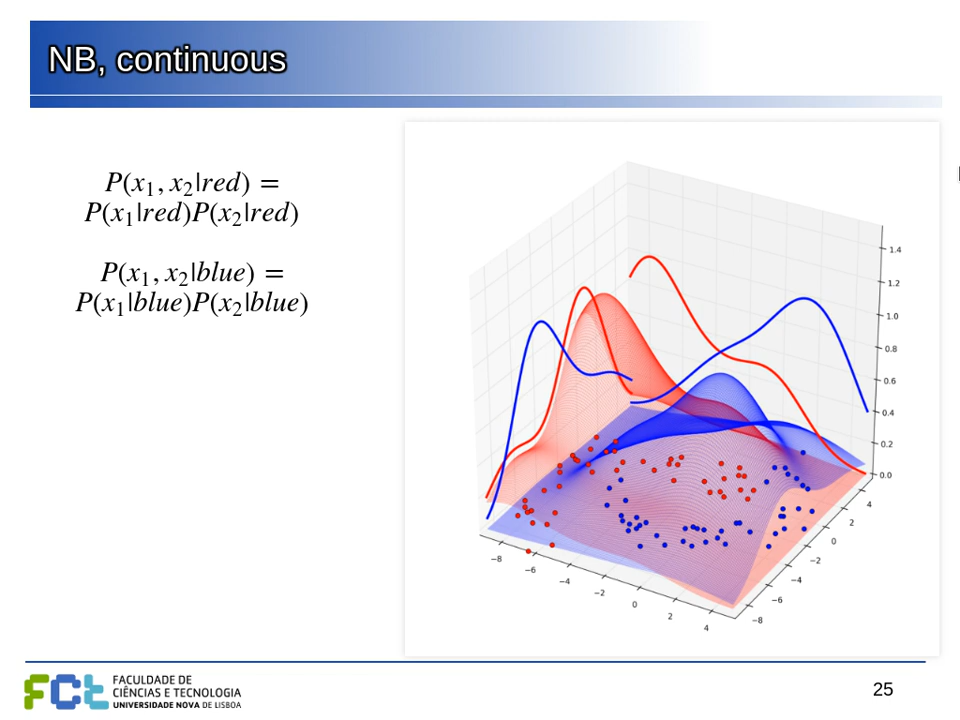 NB, continuous
P(x₁, x₂|red) =
P(x₁|red)P(x₂|red)
P(x₁, x₂|blue) =
P(x₁|blue)P(x₂|blue)
1.4
1.2
1.0
0.8
0.6
0.4
0.2
0.0
4
2
0
−2
−4
−6
−8
−8
−6
−4
−2
0
2
4
FCt
FACULDADE DE
CIÊNCIAS E TECNOLOGIA
UNIVERSIDADE NOVA DE LISBOA
25